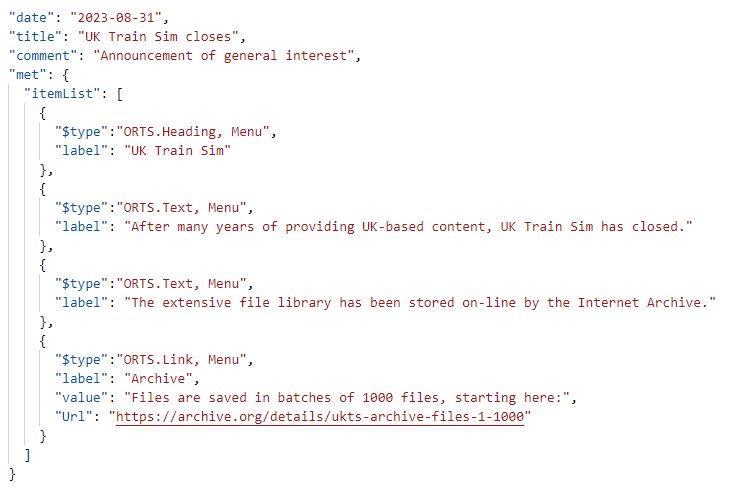 "date": "2023-08-31",
"title": "UK Train Sim closes",
"comment": "Announcement of general interest",
"met": {
"itemList": [
{
"$type":"ORTS.Heading, Menu",
"label": "UK Train Sim"
},
{
"$type":"ORTS.Text, Menu",
"label": "After many years of providing UK-based content, UK Train Sim has closed."
},
{
"$type":"ORTS.Text, Menu",
"label": "The extensive file library has been stored on-line by the Internet Archive."
},
{
"$type":"ORTS.Link, Menu",
"label": "Archive",
"value": "Files are saved in batches of 1000 files, starting here:",
"Url": "https://archive.org/details/ukts-archive-files-1-1000"
}
]
}